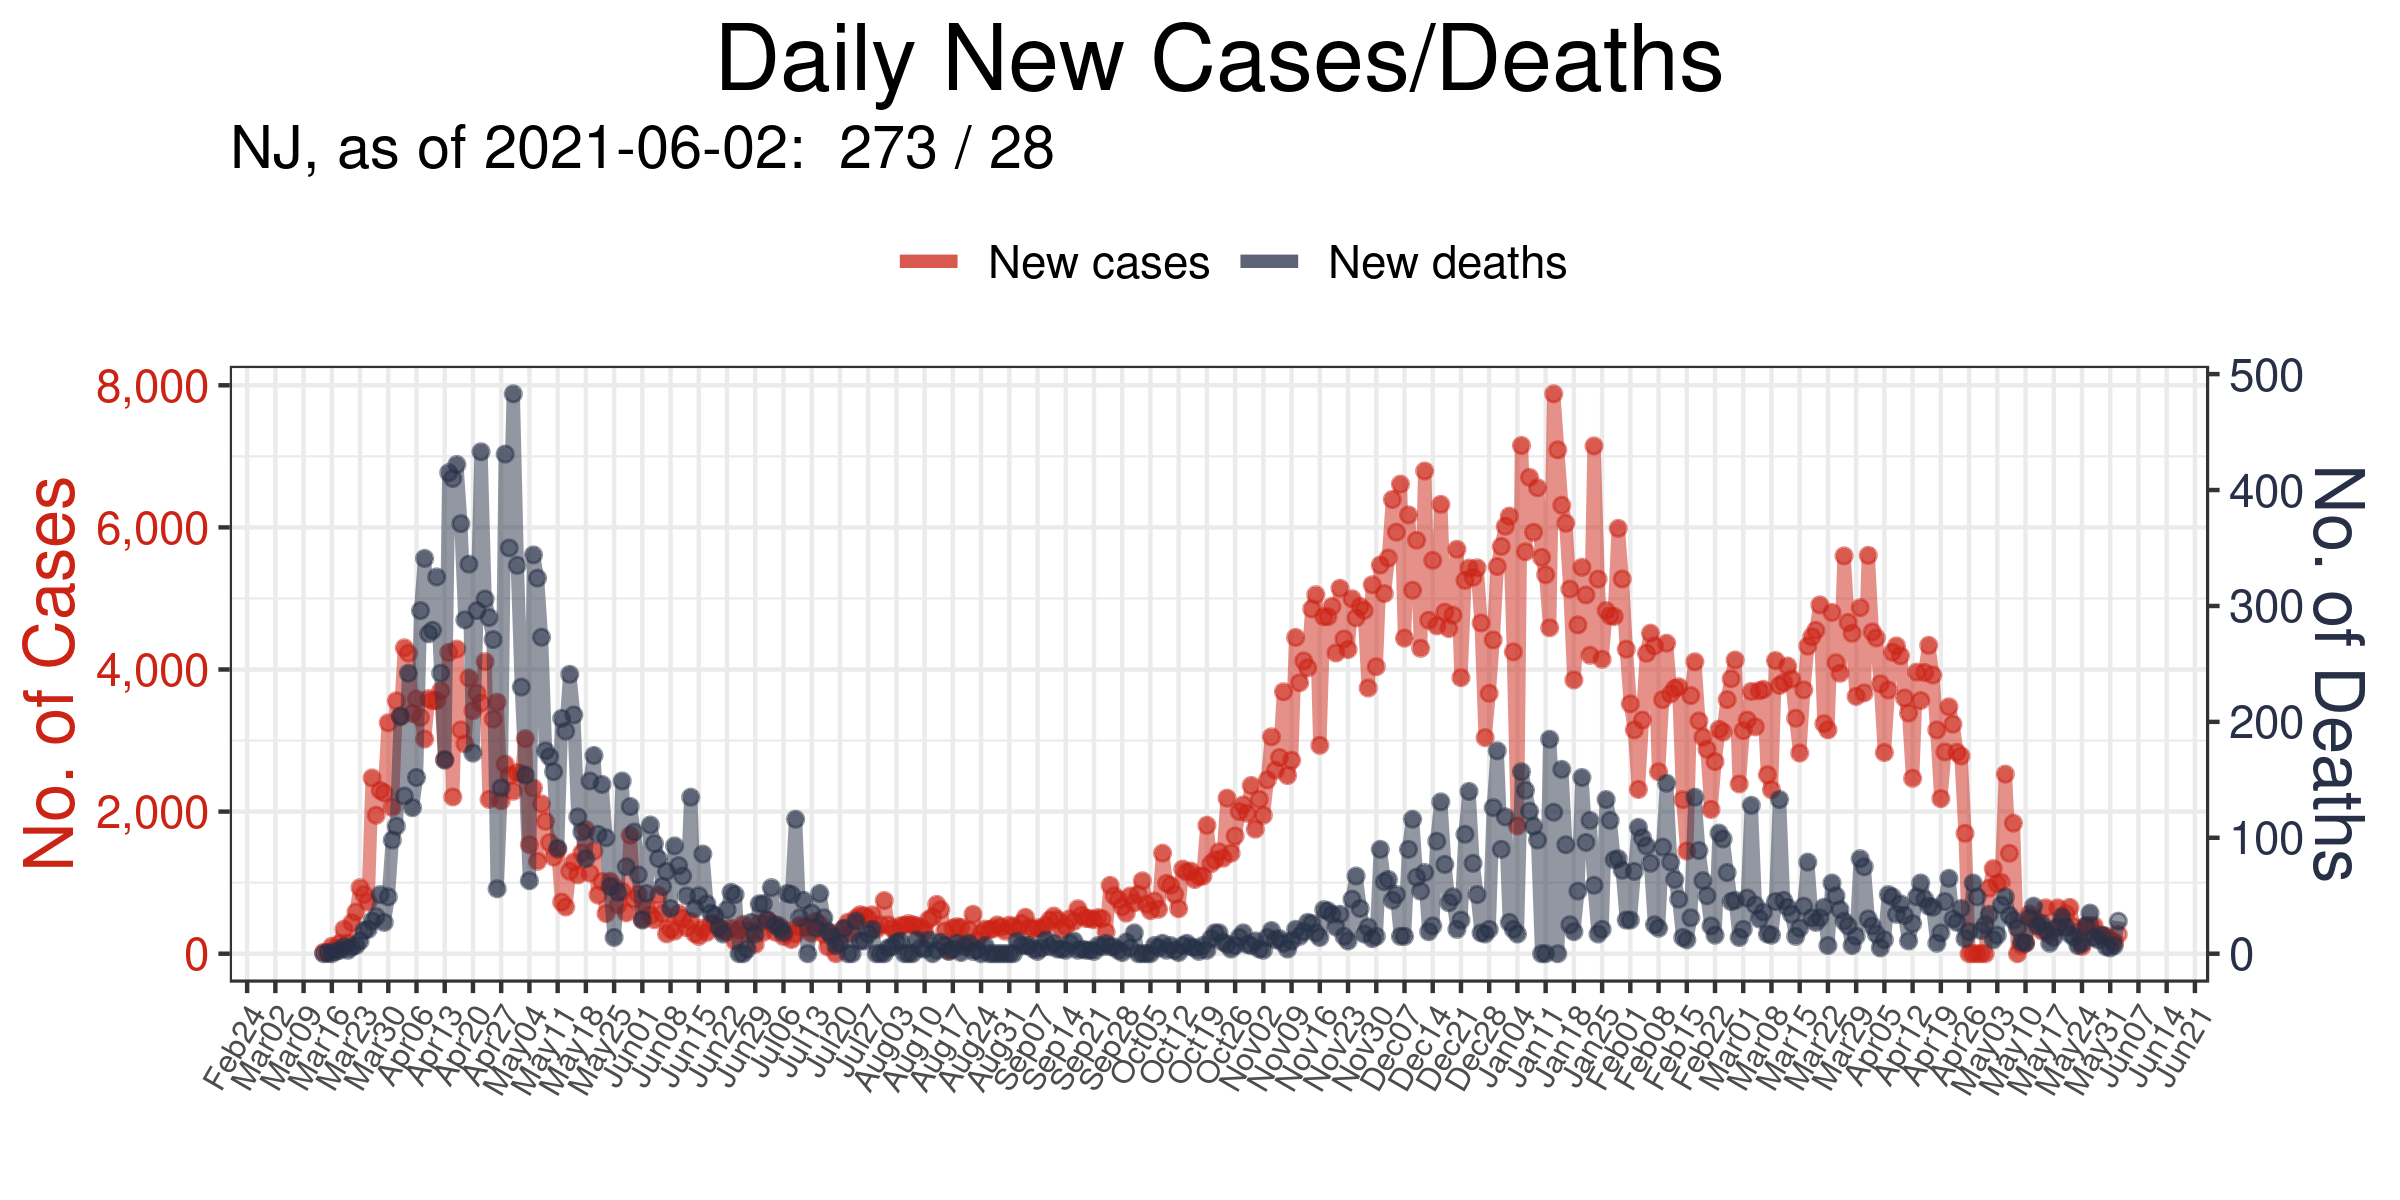 Daily New Cases/Deaths
NJ, as of 2021-06-02:  273 / 28
New cases
New deaths
No. of Cases
8,000
6,000
4,000
2,000
0
500
400
300
200
100
0
No. of Deaths
Feb24
Mar02
Mar09
Mar16
Mar23
Mar30
Apr06
Apr13
Apr20
Apr27
May04
May11
May18
May25
Jun01
Jun08
Jun15
Jun22
Jun29
Jul06
Jul13
Jul20
Jul27
Aug03
Aug10
Aug17
Aug24
Aug31
Sep07
Sep14
Sep21
Sep28
Oct05
Oct12
Oct19
Oct26
Nov02
Nov09
Nov16
Nov23
Nov30
Dec07
Dec14
Dec21
Dec28
Jan04
Jan11
Jan18
Jan25
Feb01
Feb08
Feb15
Feb22
Mar01
Mar08
Mar15
Mar22
Mar29
Apr05
Apr12
Apr19
Apr26
May03
May10
May17
May24
May31
Jun07
Jun14
Jun21